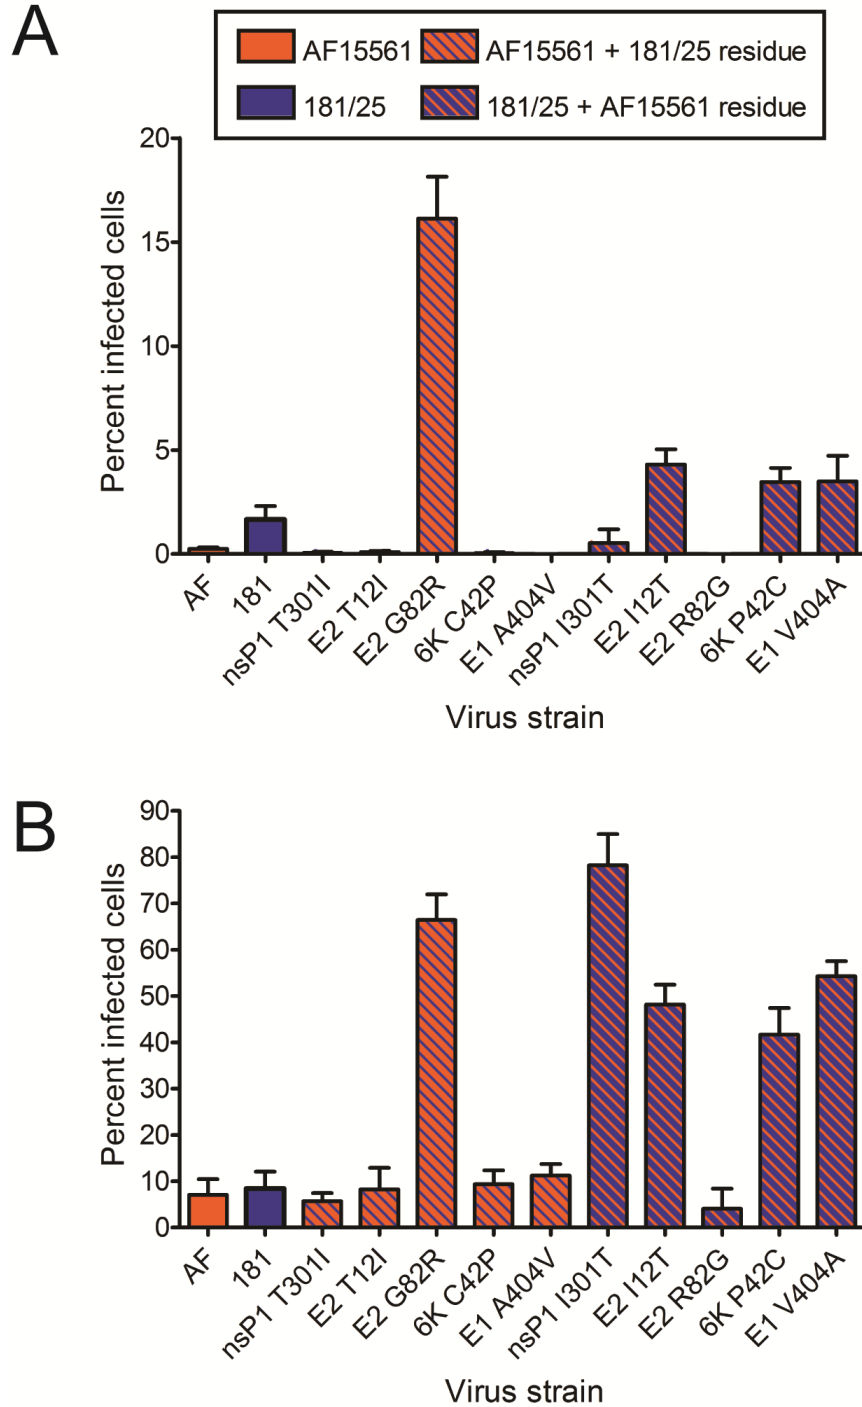 A
AF15561
AF15561 + 181/25 residue
181/25
181/25 + AF15561 residue
Percent infected cells
20
15
10
5
0
AF
181
nsP1 T301I
E2 T12I
E2 G82R
6K C42P
E1 A404V
nsP1 I301T
E2 I12T
E2 R82G
6K P42C
E1 V404A
Virus strain
B
Percent infected cells
90
80
70
60
50
40
30
20
10
0
AF
181
nsP1 T301I
E2 T12I
E2 G82R
6K C42P
E1 A404V
nsP1 I301T
E2 I12T
E2 R82G
6K P42C
E1 V404A
Virus strain